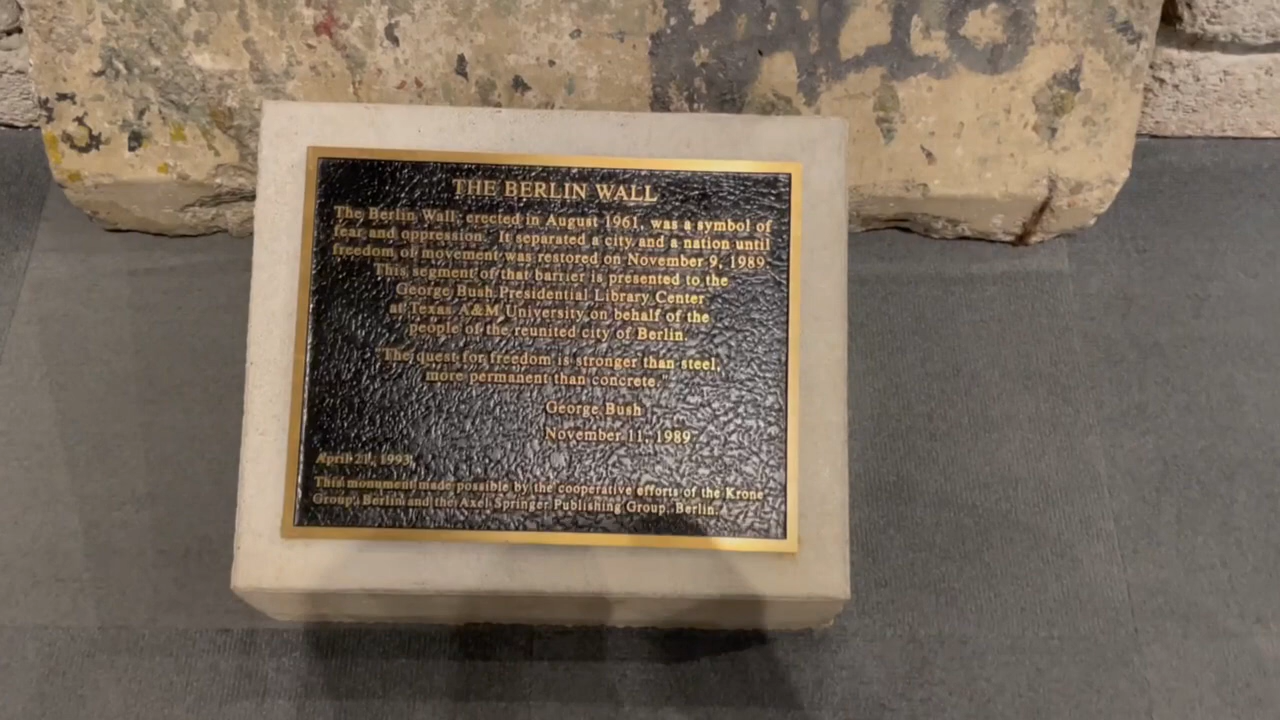 THE BERLIN WALL
The Berlin Wall, erected in August 1961, was a symbol of
fear and oppression. It separated a city and a nation until
freedom of movement was restored on November 9, 1989.
This segment of that barrier is presented to the
George Bush Presidential Library Center
at Texas A&M University on behalf of the
people of the reunited city of Berlin.
"The quest for freedom is stronger than steel,
more permanent than concrete."
George Bush
November 11, 1989
April 21, 1993
This monument made possible by the cooperative efforts of the Krone
Group, Berlin and the Axel Springer Publishing Group, Berlin.